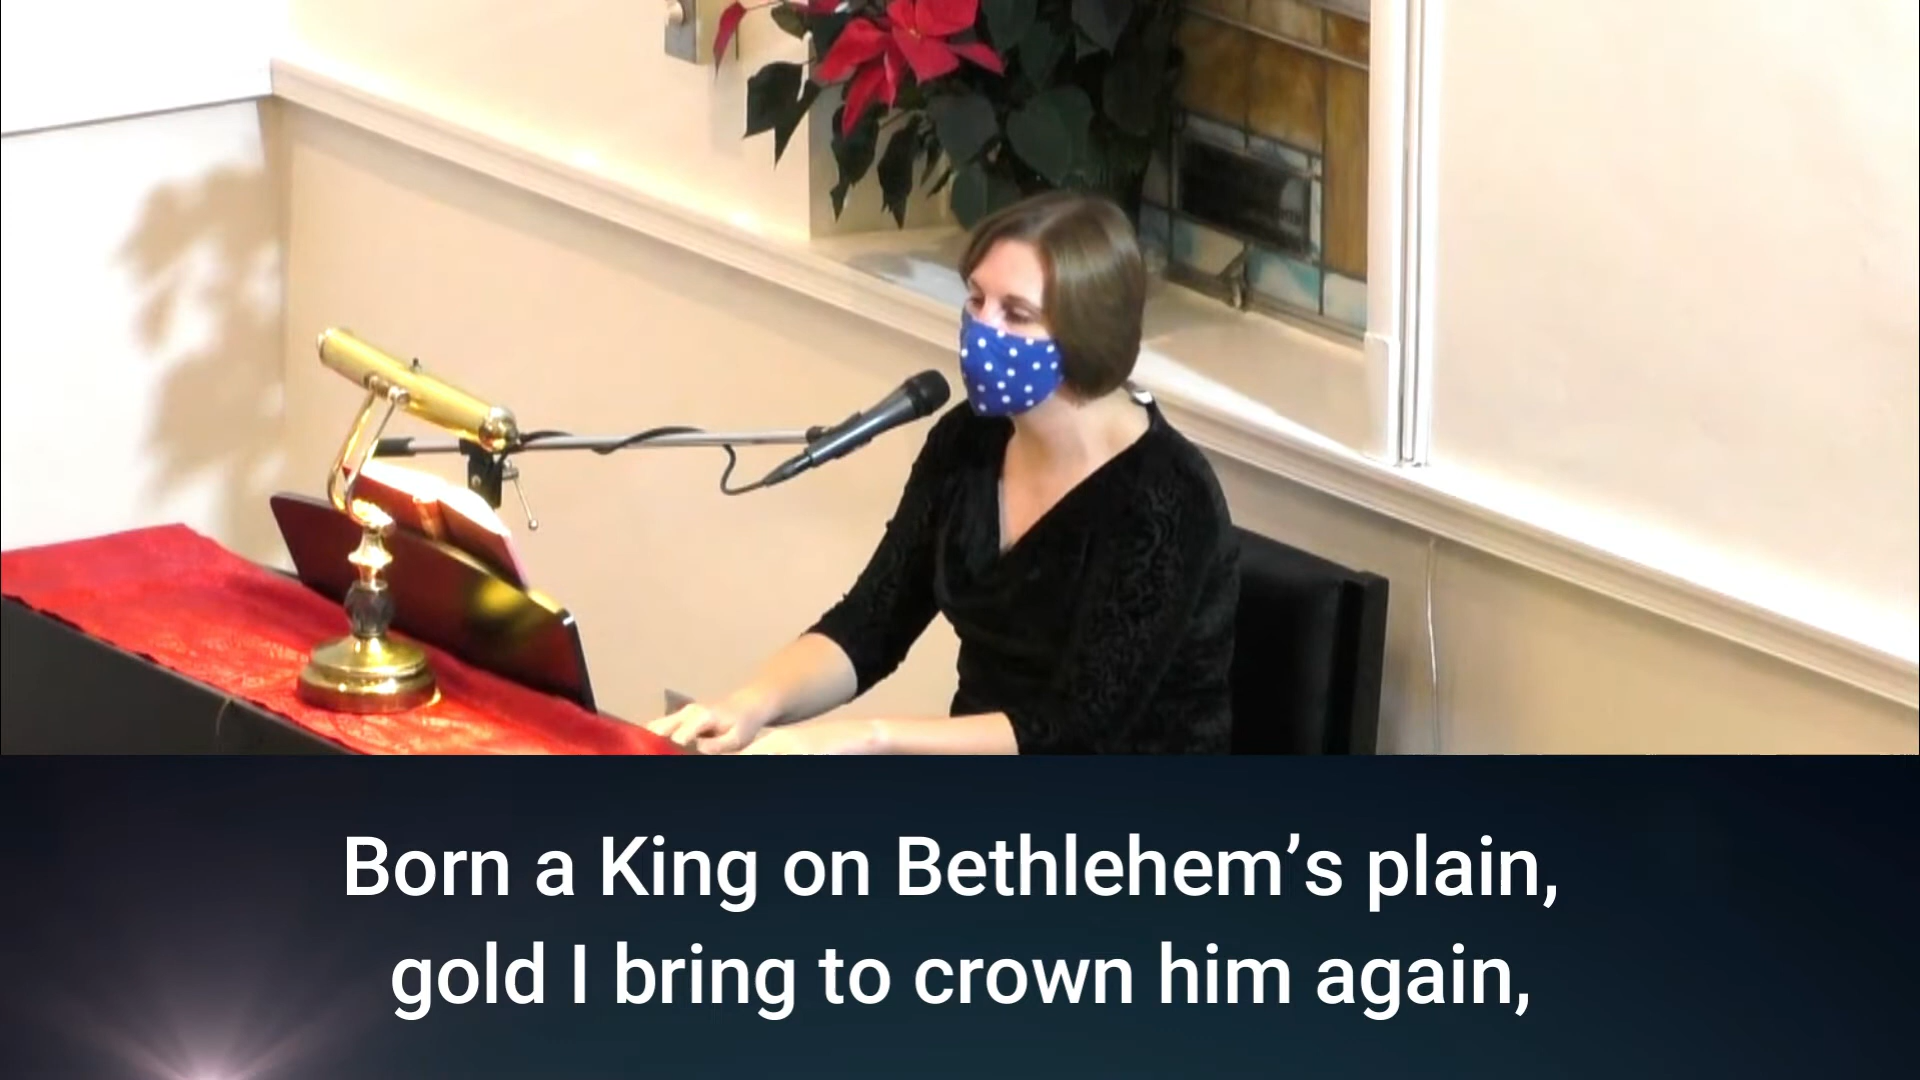 Born a King on Bethlehem’s plain,
gold I bring to crown him again,